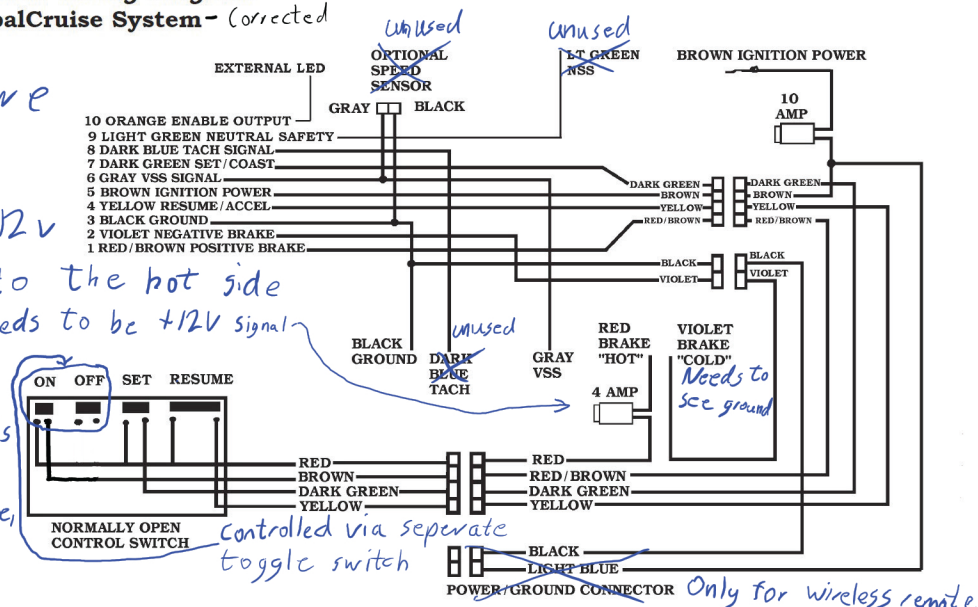 balCruise System- Corrected
unused
OPTIONAL
SPEED
SENSOR
unused
LT GREEN
NSS
BROWN IGNITION POWER
EXTERNAL LED
GRAY BLACK
10 AMP
10 ORANGE ENABLE OUTPUT
9 LIGHT GREEN NEUTRAL SAFETY
8 DARK BLUE TACH SIGNAL
7 DARK GREEN SET/COAST
6 GRAY VSS SIGNAL
5 BROWN IGNITION POWER
4 YELLOW RESUME/ACCEL
3 BLACK GROUND
2 VIOLET NEGATIVE BRAKE
1 RED/BROWN POSITIVE BRAKE
DARK GREEN DARK GREEN
BROWN BROWN
YELLOW YELLOW
RED/BROWN RED/BROWN
BLACK BLACK
VIOLET VIOLET
12v
to the hot side
eds to be +12V signal
BLACK
GROUND
unused
DARK
BLUE
TACH
GRAY
VSS
RED
BRAKE
"HOT"
VIOLET
BRAKE
"COLD"
Needs to
see ground
4 AMP
ON OFF SET RESUME
RED RED
BROWN RED/BROWN
DARK GREEN DARK GREEN
YELLOW YELLOW
NORMALLY OPEN
CONTROL SWITCH
controlled via seperate
toggle switch
BLACK
LIGHT BLUE
POWER/GROUND CONNECTOR
Only for wireless remote